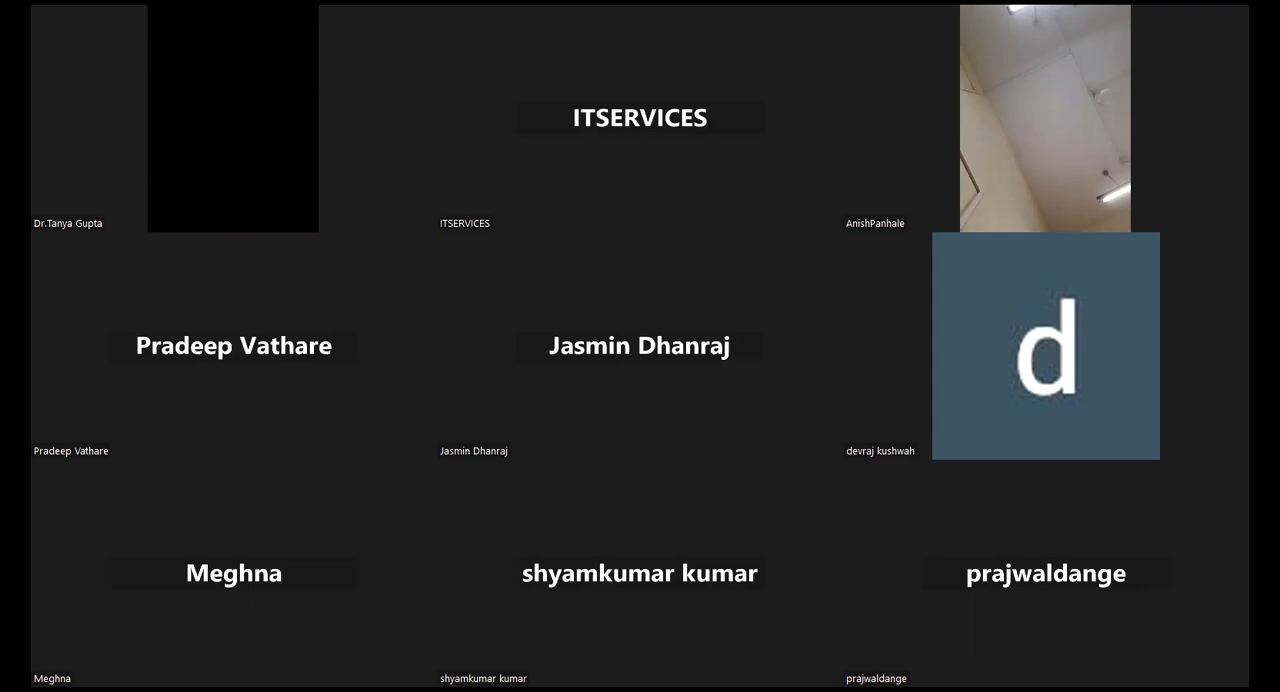 ITSERVICES
Dr.Tanya Gupta
ITSERVICES
AnishPanhale
Pradeep Vathare
Jasmin Dhanraj
d
Pradeep Vathare
Jasmin Dhanraj
devraj kushwah
Meghna
shyamkumar kumar
prajwaldange
Meghna
shyamkumar kumar
prajwaldange